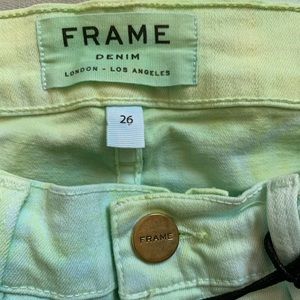 FRAME
DENIM
LONDON - LOS ANGELES
26
FRAME